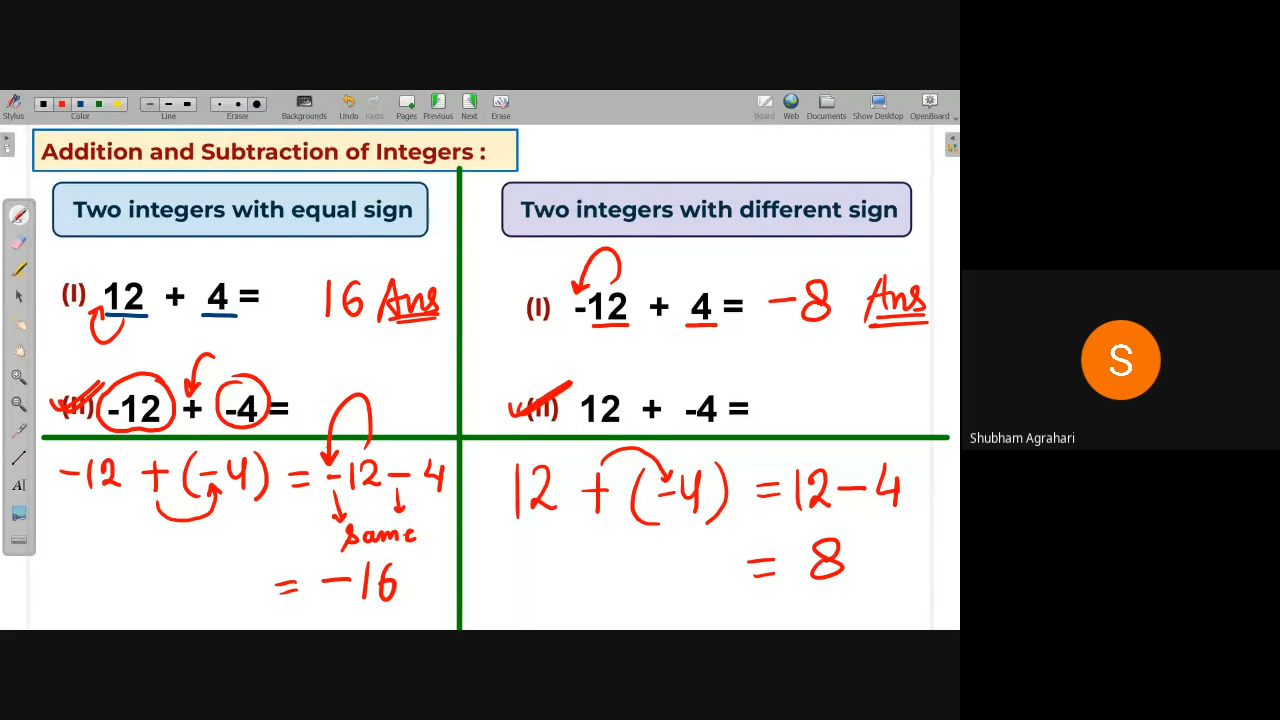 Stylus Color Line Eraser Backgrounds Undo Redo Pages Previous Next Erase Board Web Documents Show Desktop OpenBoard
Addition and Subtraction of Integers :
Two integers with equal sign
(I) 12 + 4 = 16 Ans
(II) -12 + -4 =
-12 + (-4) = -12 - 4
same
= -16
Two integers with different sign
(I) -12 + 4 = -8 Ans
(II) 12 + -4 =
12 + (-4) = 12 - 4
= 8
S
Shubham Agrahari